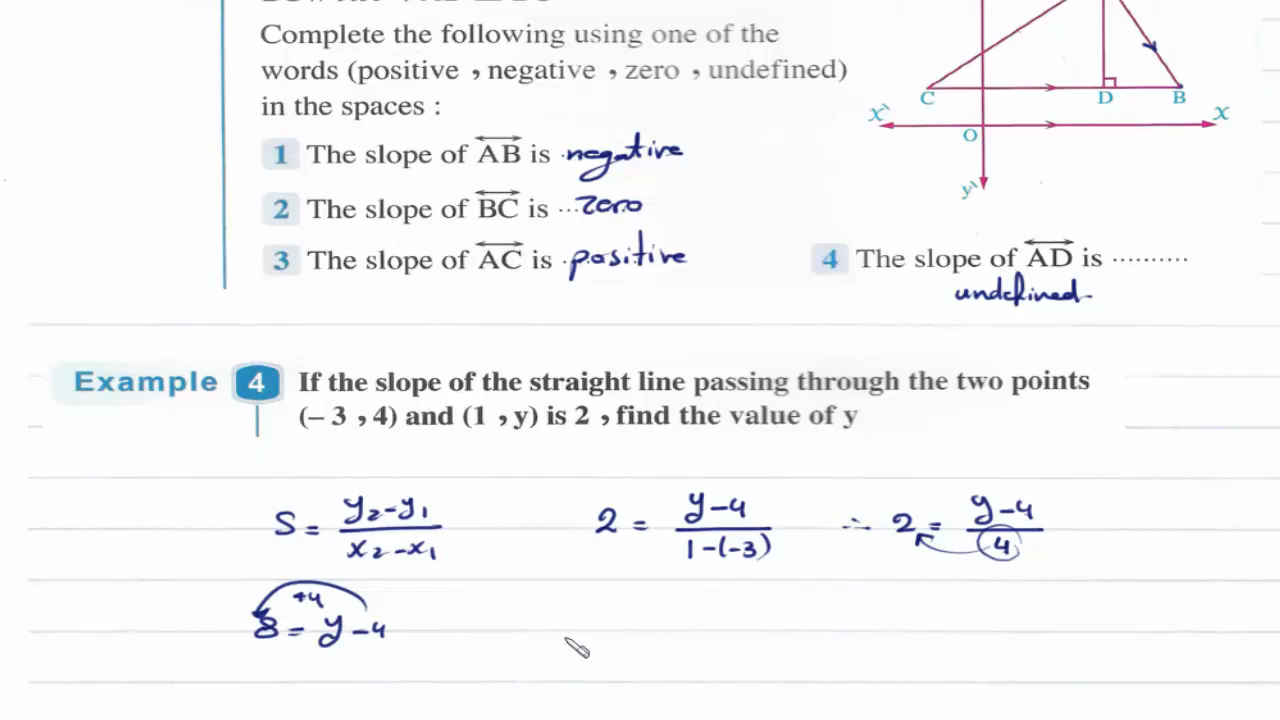 Complete the following using one of the
words (positive , negative , zero , undefined)
in the spaces :
1 The slope of AB is negative
2 The slope of BC is ... zero
3 The slope of AC is . positive
4 The slope of AD is ..........
undefined
C D B
x` O x
y`
Example 4 If the slope of the straight line passing through the two points
(– 3 , 4) and (1 , y) is 2 , find the value of y
S = y₂-y₁ / x₂-x₁ 2 = y-4 / 1-(-3) ∴ 2 = y-4 / 4
+4
8 = y-4